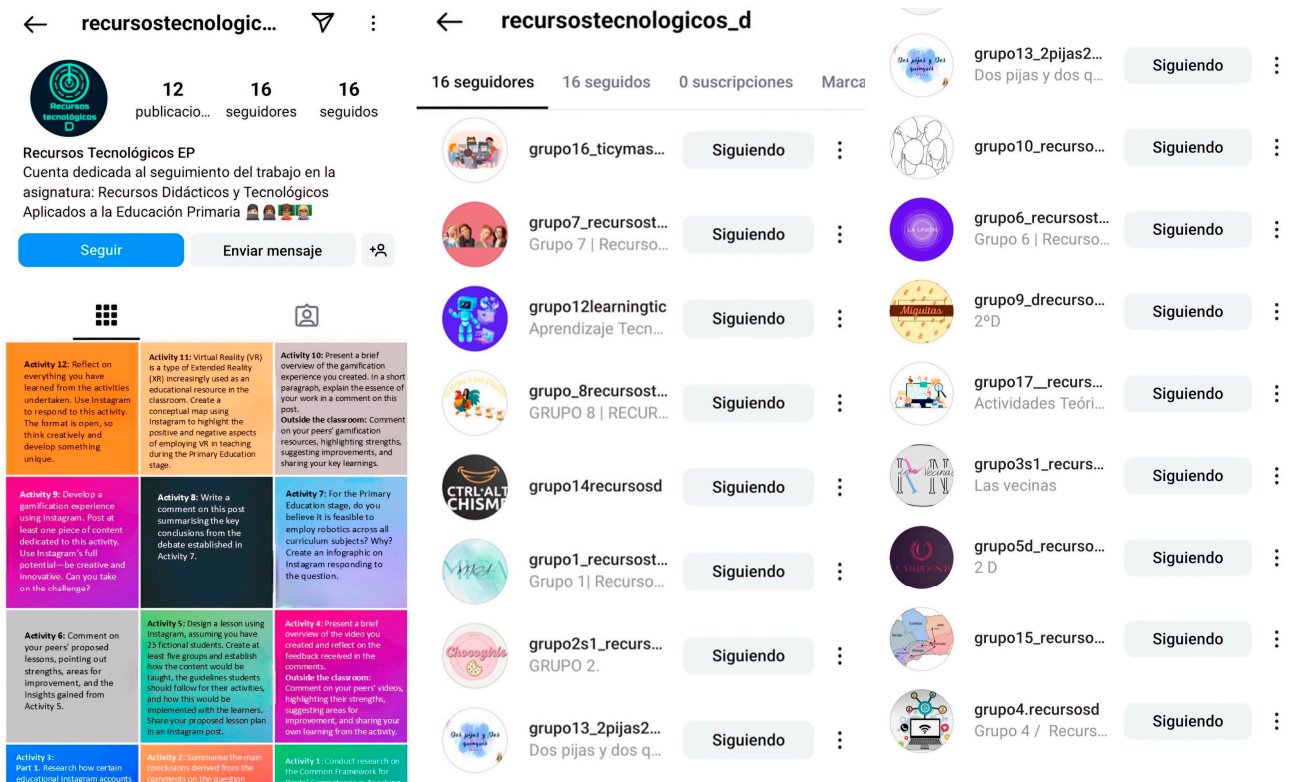 recursostecnologic...
12
16
16
publicacio...
seguidores
seguidos
Recursos
tecnológicos
D
Recursos Tecnológicos EP
Cuenta dedicada al seguimiento del trabajo en la
asignatura: Recursos Didácticos y Tecnológicos
Aplicados a la Educación Primaria
Seguir
Enviar mensaje
Activity 12: Reflect on
everything you have
learned from the activities
undertaken. Use Instagram
to respond to this activity.
The format is open, so
think creatively and
develop something
unique.
Activity 11: Virtual Reality (VR)
is a type of Extended Reality
(XR) increasingly used as an
educational resource in the
classroom. Create a
conceptual map using
Instagram to highlight the
positive and negative aspects
of employing VR in teaching
during the Primary Education
stage.
Activity 10: Present a brief
overview of the gamification
experience you created. In a short
paragraph, explain the essence of
your work in a comment on this
post.
Outside the classroom: Comment
on your peers' gamification
resources, highlighting strengths,
suggesting improvements, and
sharing your key learnings.
Activity 9: Develop a
gamification experience
using Instagram. Post at
least one piece of content
dedicated to this activity.
Use Instagram's full
potential—be creative and
innovative. Can you take
on the challenge?
Activity 8: Write a
comment on this post
summarising the key
conclusions from the
debate established in
Activity 7.
Activity 7: For the Primary
Education stage, do you
believe it is feasible to
employ robotics across all
curriculum subjects? Why?
Create an infographic on
Instagram responding to
the question.
Activity 6: Comment on
your peers' proposed
lessons, pointing out
strengths, areas for
improvement, and the
insights gained from
Activity 5.
Activity 5: Design a lesson using
Instagram, assuming you have
25 fictional students. Create at
least five groups and establish
how the content would be
taught, the guidelines students
should follow for their activities,
and how this would be
implemented with the learners.
Share your proposed lesson plan
in an Instagram post.
Activity 4: Present a brief
overview of the video you
created and reflect on the
feedback received in the
comments.
Outside the classroom:
Comment on your peers' videos,
highlighting their strengths,
suggesting areas for
improvement, and sharing your
own learning from the activity.
Activity 3:
Part 1. Research how certain
educational Instagram accounts
Activity 2: Summarise the main
conclusions derived from the
comments on the question
Activity 1: Conduct research on
the Common Framework for
recursostecnologicos_d
16 seguidores
16 seguidos
0 suscripciones
Marca
grupo16_ticymas...
Siguiendo
grupo7_recursost...
Grupo 7 | Recurso...
Siguiendo
grupo12learningtic
Aprendizaje Tecn...
Siguiendo
grupo_8recursost...
GRUPO 8 | RECUR...
Siguiendo
CTRL+ALT
CHISME
grupo14recursosd
Siguiendo
grupo1_recursost...
Grupo 1| Recurso...
Siguiendo
Chocogirls
grupo2s1_recurs...
GRUPO 2.
Siguiendo
Dos pijas y Dos
quinquis
grupo13_2pijas2...
Dos pijas y dos q...
Siguiendo
Dos pijas y Dos
quinquis
grupo13_2pijas2...
Dos pijas y dos q...
Siguiendo
grupo10_recurso...
Siguiendo
LA UNIÓN
grupo6_recursost...
Grupo 6 | Recurso...
Siguiendo
Miguitas
grupo9_drecurso...
2ºD
Siguiendo
grupo17__recurs...
Actividades Teóri...
Siguiendo
Vecinas
grupo3s1_recurs...
Las vecinas
Siguiendo
grupo5d_recurso...
2 D
Siguiendo
grupo15_recurso...
Siguiendo
grupo4.recursosd
Grupo 4 / Recurs...
Siguiendo